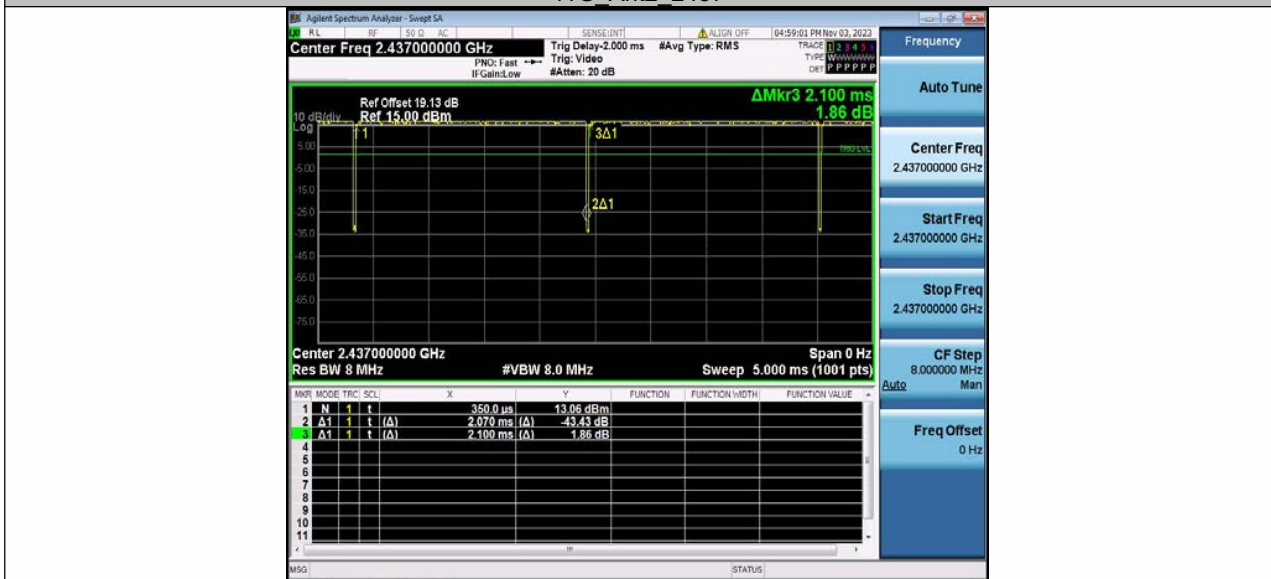 Agilent Spectrum Analyzer - Swept SA
LXI RL RF 50 Ω AC SENSE:INT ALIGN OFF 04:59:01 PM Nov 03, 2023
Center Freq 2.437000000 GHz Trig Delay-2.000 ms #Avg Type: RMS TRACE 1 2 3 4 5 6
PNO: Fast Trig: Video TYPE WWWWWW
IFGain:Low #Atten: 20 dB DET P P P P P P
Frequency
Auto Tune
Center Freq
2.437000000 GHz
Start Freq
2.437000000 GHz
Stop Freq
2.437000000 GHz
CF Step
8.000000 MHz
Auto Man
Freq Offset
0 Hz
ΔMkr3 2.100 ms
1.86 dB
Ref Offset 19.13 dB
10 dB/div Ref 15.00 dBm
Log
1
3Δ1
2Δ1
TRIG LVL
5.00
-5.00
-15.0
-25.0
-35.0
-45.0
-55.0
-65.0
-75.0
Center 2.437000000 GHz Span 0 Hz
Res BW 8 MHz #VBW 8.0 MHz Sweep 5.000 ms (1001 pts)
MKR MODE TRC SCL X Y FUNCTION FUNCTION WIDTH FUNCTION VALUE
1 N 1 t 350.0 µs 13.06 dBm
2 Δ1 1 t (Δ) 2.070 ms (Δ) -43.43 dB
3 Δ1 1 t (Δ) 2.100 ms (Δ) 1.86 dB
4
5
6
7
8
9
10
11
MSG STATUS